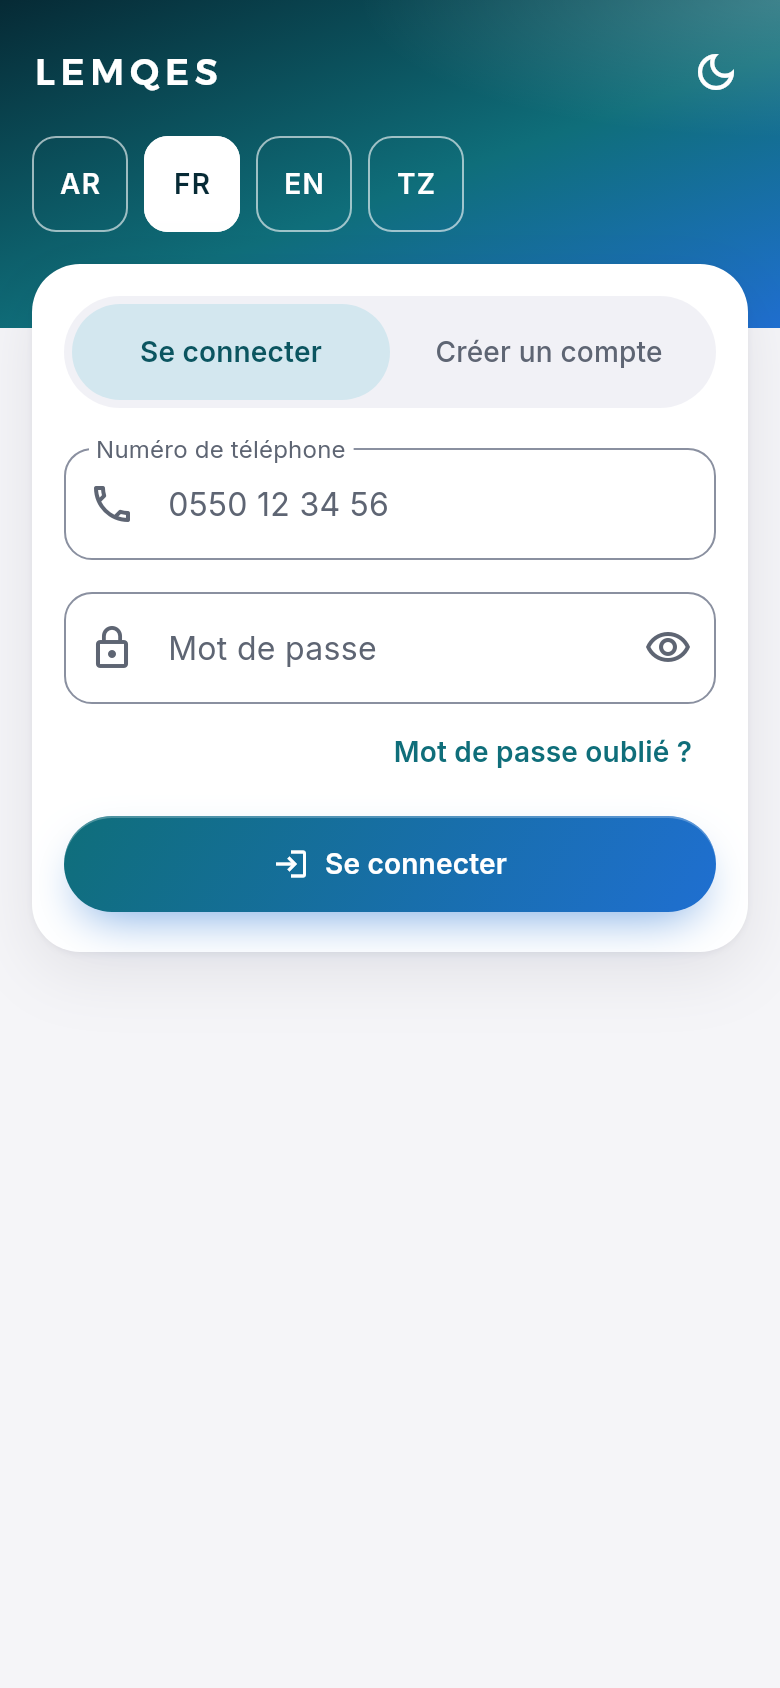 LEMQES
AR FR EN TZ
Se connecter Créer un compte
Numéro de téléphone
0550 12 34 56
Mot de passe
Mot de passe oublié ?
Se connecter